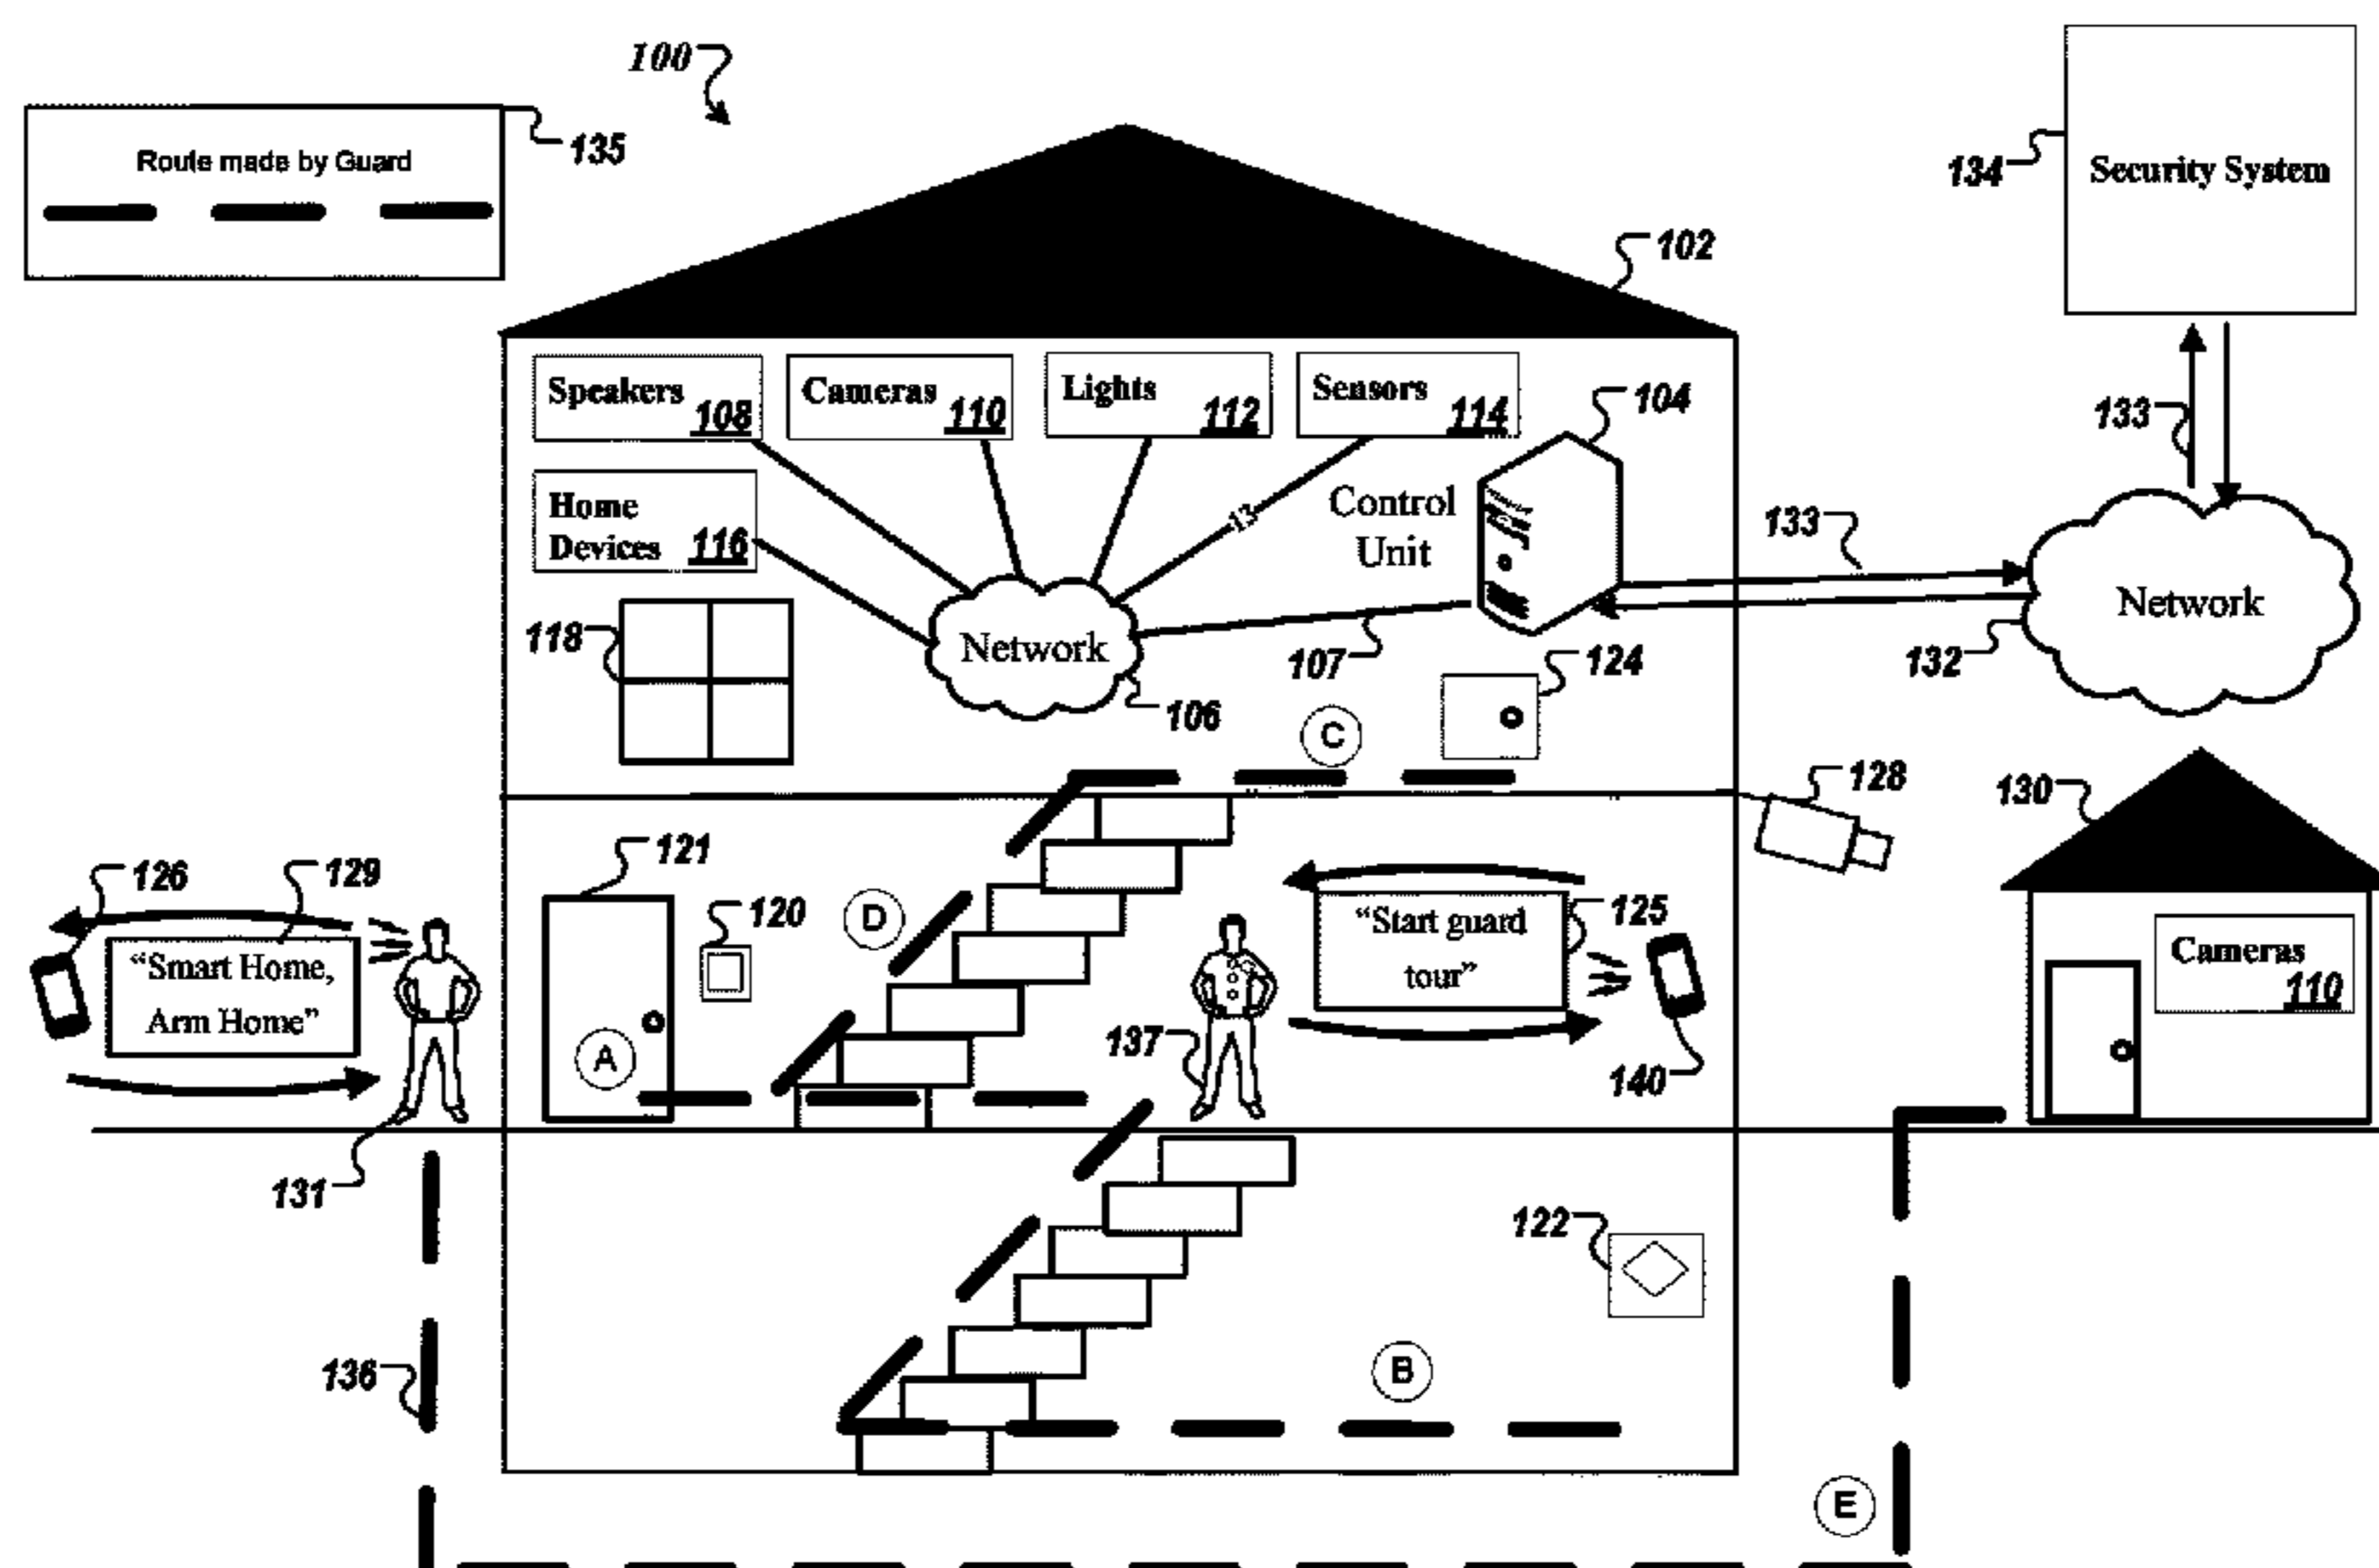 100
135
Route made by Guard
134
Security System
102
Speakers 108
Cameras 110
Lights 112
Sensors 114
104
133
Home
Devices 116
Control
Unit
133
118
Network
107
124
132
Network
106
C
128
130
121
126
129
120
D
"Start guard
tour"
125
"Smart Home,
Arm Home"
Cameras
110
A
137
140
131
122
136
B
E